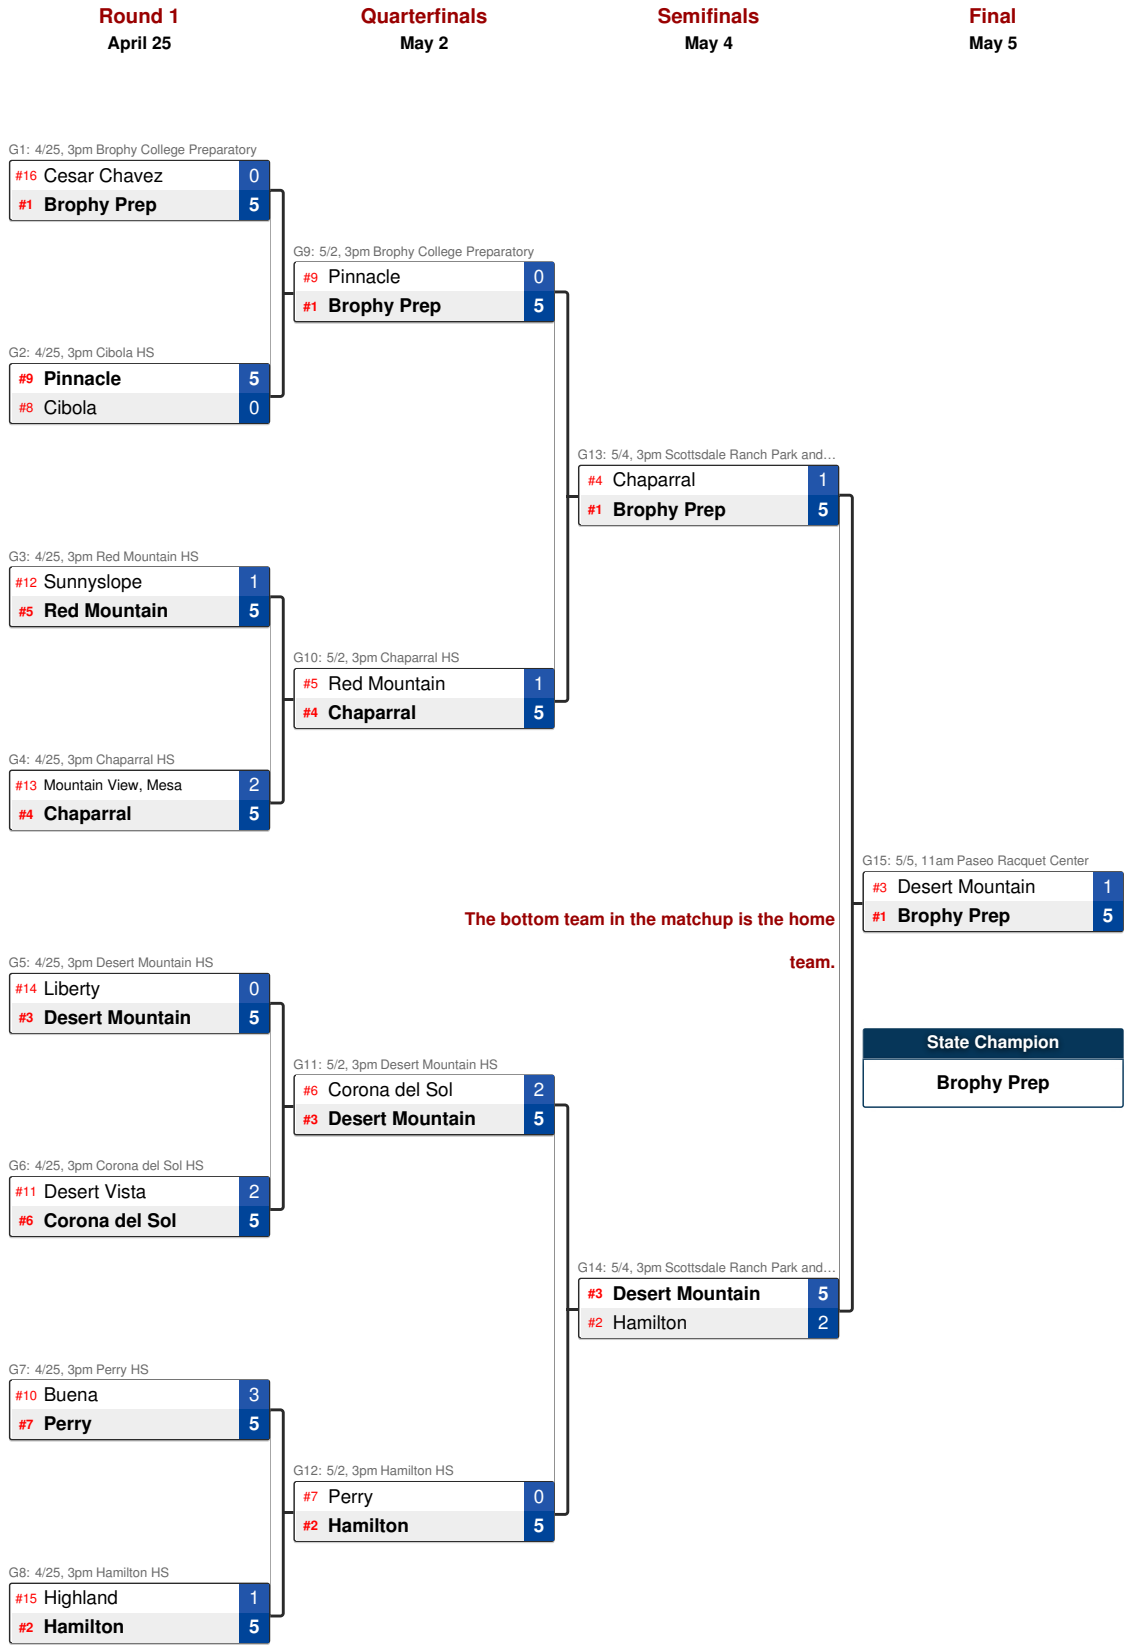 Round 1
April 25
Quarterfinals
May 2
Semifinals
May 4
Final
May 5
G1: 4/25, 3pm Brophy College Preparatory
#16 Cesar Chavez 0
#1 Brophy Prep 5
G2: 4/25, 3pm Cibola HS
#9 Pinnacle 5
#8 Cibola 0
G3: 4/25, 3pm Red Mountain HS
#12 Sunnyslope 1
#5 Red Mountain 5
G4: 4/25, 3pm Chaparral HS
#13 Mountain View, Mesa 2
#4 Chaparral 5
G5: 4/25, 3pm Desert Mountain HS
#14 Liberty 0
#3 Desert Mountain 5
G6: 4/25, 3pm Corona del Sol HS
#11 Desert Vista 2
#6 Corona del Sol 5
G7: 4/25, 3pm Perry HS
#10 Buena 3
#7 Perry 5
G8: 4/25, 3pm Hamilton HS
#15 Highland 1
#2 Hamilton 5
G9: 5/2, 3pm Brophy College Preparatory
#9 Pinnacle 0
#1 Brophy Prep 5
G10: 5/2, 3pm Chaparral HS
#5 Red Mountain 1
#4 Chaparral 5
G11: 5/2, 3pm Desert Mountain HS
#6 Corona del Sol 2
#3 Desert Mountain 5
G12: 5/2, 3pm Hamilton HS
#7 Perry 0
#2 Hamilton 5
G13: 5/4, 3pm Scottsdale Ranch Park and...
#4 Chaparral 1
#1 Brophy Prep 5
The bottom team in the matchup is the home
team.
G14: 5/4, 3pm Scottsdale Ranch Park and...
#3 Desert Mountain 5
#2 Hamilton 2
G15: 5/5, 11am Paseo Racquet Center
#3 Desert Mountain 1
#1 Brophy Prep 5
State Champion
Brophy Prep